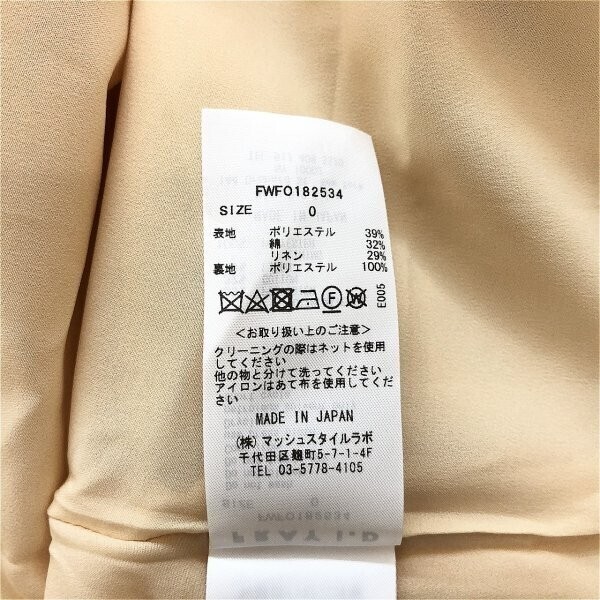 FWFO182534
SIZE 0
表地 ポリエステル 39%
綿 32%
リネン 29%
裏地 ポリエステル 100%
E005
<お取り扱い上のご注意>
クリーニングの際はネットを使用
してください
他の物と分けて洗ってください
アイロンはあて布を使用してくだ
さい
MADE IN JAPAN
(株) マッシュスタイルラボ
千代田区麹町5-7-1-4F
TEL 03-5778-4105
SIZE 0
FWFO182534
FRAY I.D